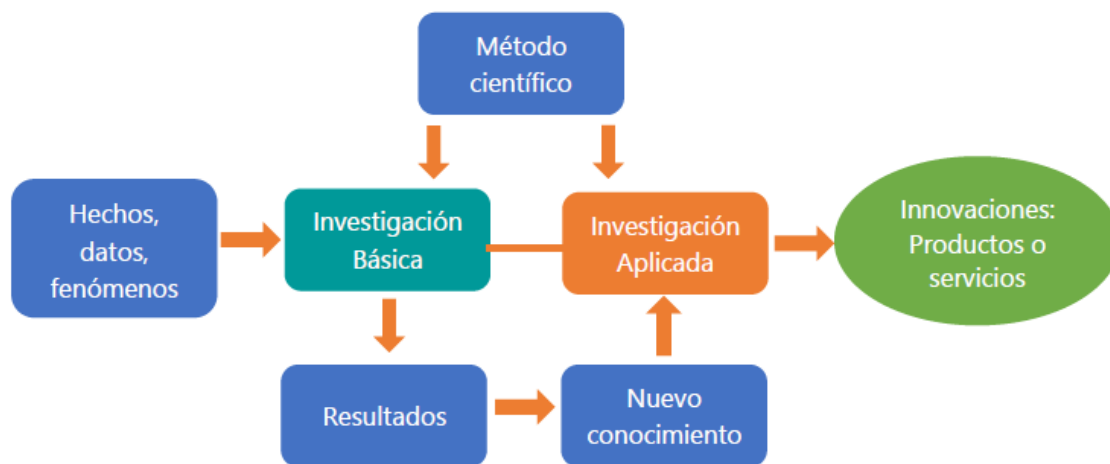 Método
científico
Hechos,
datos,
fenómenos
Investigación
Básica
Investigación
Aplicada
Innovaciones:
Productos o
servicios
Resultados
Nuevo
conocimiento